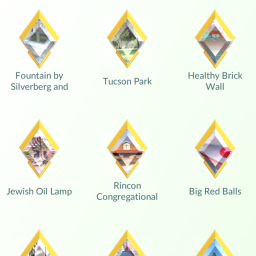 Fountain by
Silverberg and
Tucson Park
Healthy Brick
Wall
Jewish Oil Lamp
Rincon
Congregational
Big Red Balls